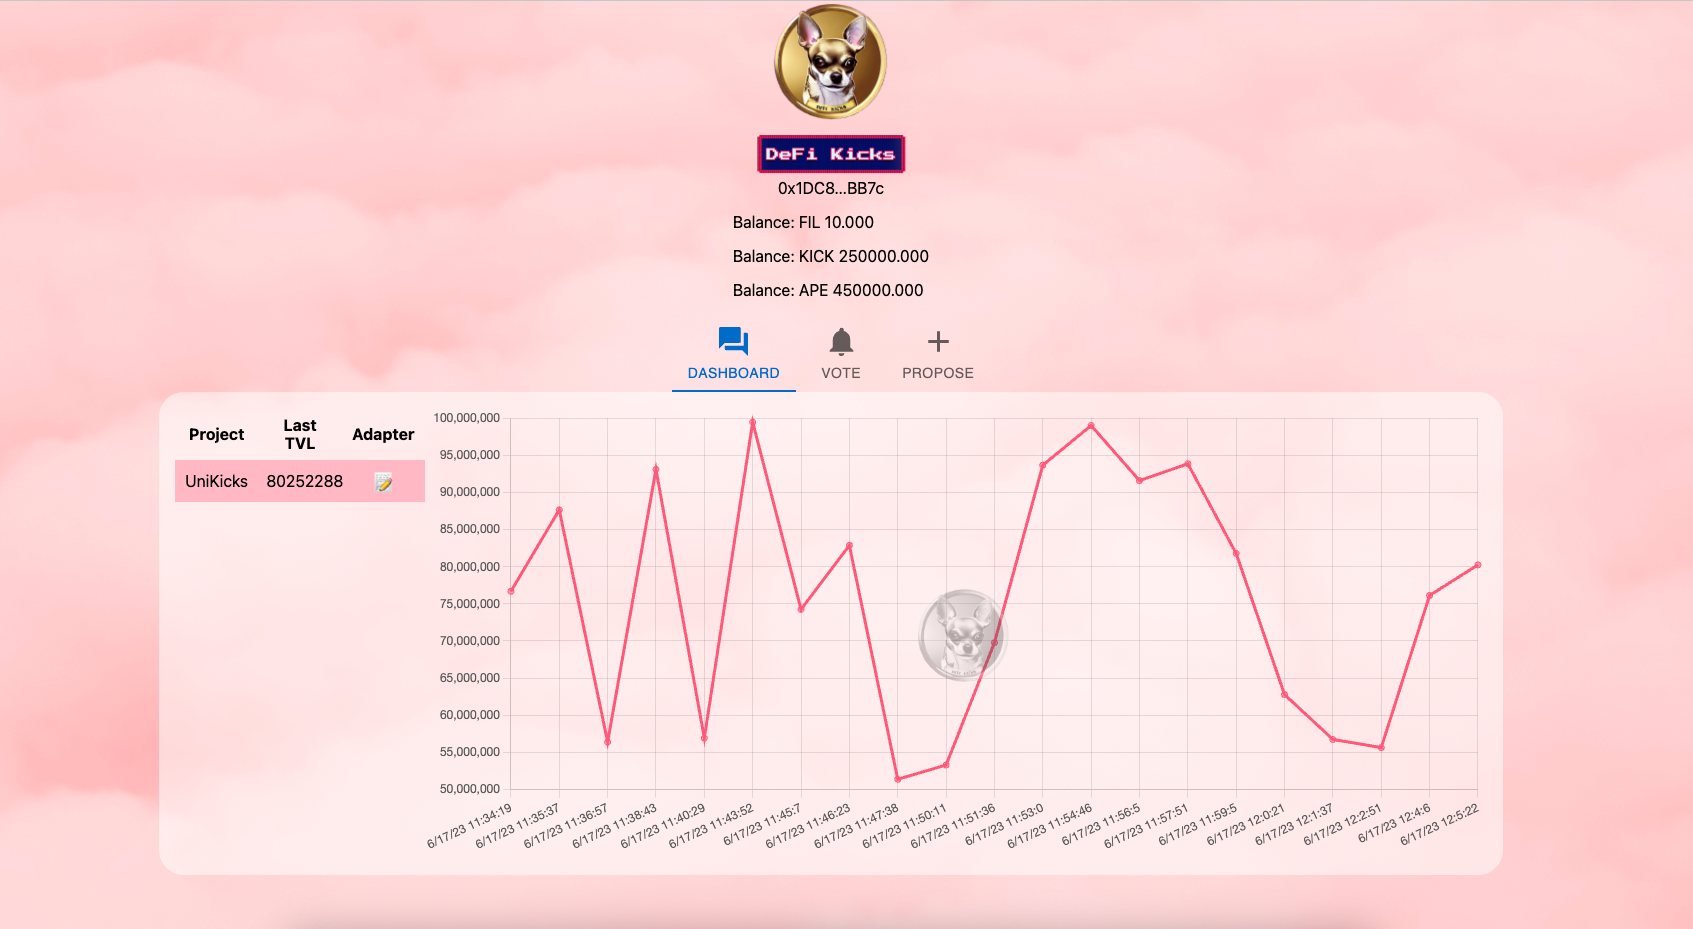 DeFi Kicks
0x1DC8...BB7c
Balance: FIL 10.000
Balance: KICK 250000.000
Balance: APE 450000.000
DASHBOARD
VOTE
PROPOSE
Project
Last
TVL
Adapter
UniKicks
80252288
100,000,000
95,000,000
90,000,000
85,000,000
80,000,000
75,000,000
70,000,000
65,000,000
60,000,000
55,000,000
50,000,000
6/17/23 11:34:19
6/17/23 11:35:37
6/17/23 11:36:57
6/17/23 11:38:43
6/17/23 11:40:29
6/17/23 11:43:52
6/17/23 11:45:7
6/17/23 11:46:23
6/17/23 11:47:38
6/17/23 11:50:11
6/17/23 11:51:36
6/17/23 11:53:0
6/17/23 11:54:46
6/17/23 11:56:5
6/17/23 11:57:51
6/17/23 11:59:5
6/17/23 12:0:21
6/17/23 12:1:37
6/17/23 12:2:51
6/17/23 12:4:6
6/17/23 12:5:22